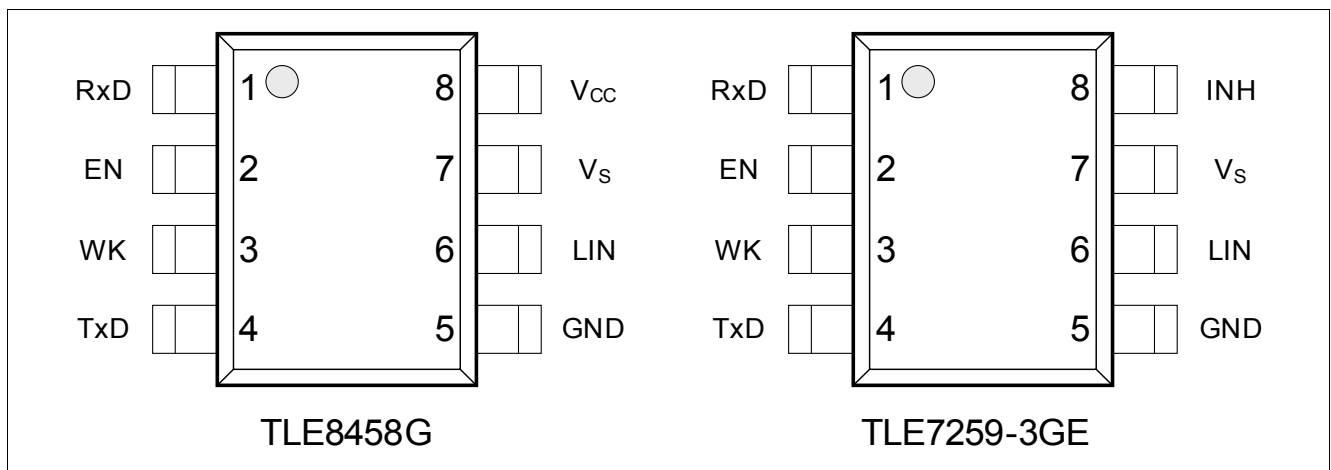 RxD 1 8 VCC
EN 2 7 VS
WK 3 6 LIN
TxD 4 5 GND
TLE8458G
RxD 1 8 INH
EN 2 7 VS
WK 3 6 LIN
TxD 4 5 GND
TLE7259-3GE